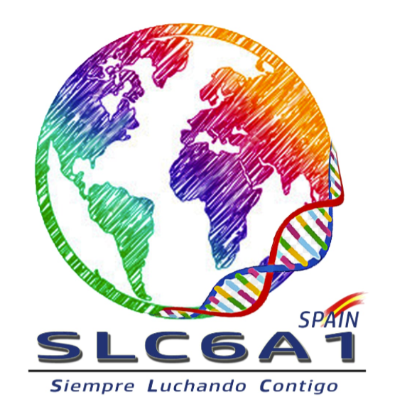 SPAIN
SLC6A1
Siempre Luchando Contigo